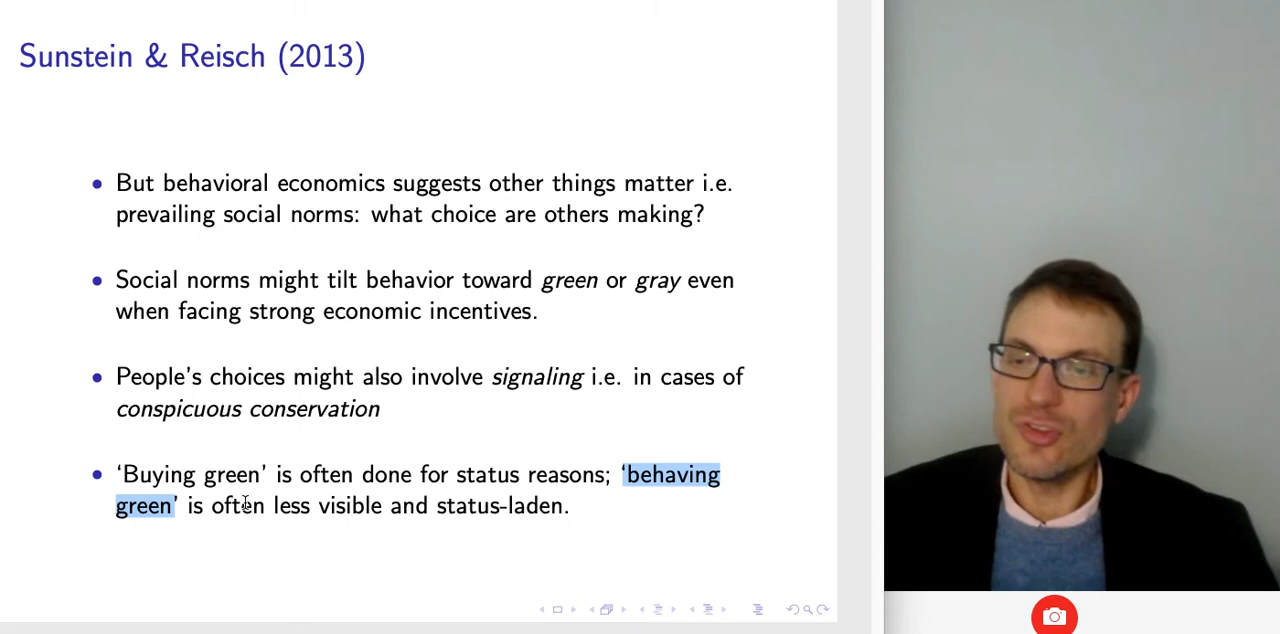 Sunstein & Reisch (2013)
• But behavioral economics suggests other things matter i.e.
prevailing social norms: what choice are others making?
• Social norms might tilt behavior toward green or gray even
when facing strong economic incentives.
• People's choices might also involve signaling i.e. in cases of
conspicuous conservation
• ‘Buying green’ is often done for status reasons; ‘behaving
green’ is often less visible and status-laden.